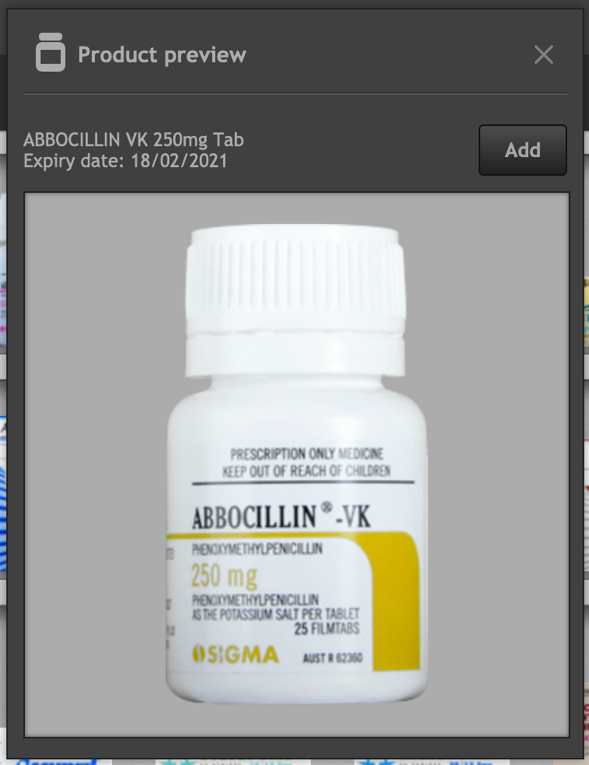 Product preview
ABBOCILLIN VK 250mg Tab
Expiry date: 18/02/2021
Add
PRESCRIPTION ONLY MEDICINE
KEEP OUT OF REACH OF CHILDREN
ABBOCILLIN®-VK
PHENOXYMETHYLPENICILLIN
250 mg
PHENOXYMETHYLPENICILLIN
AS THE POTASSIUM SALT PER TABLET
25 FILMTABS
SIGMA AUST R 62360